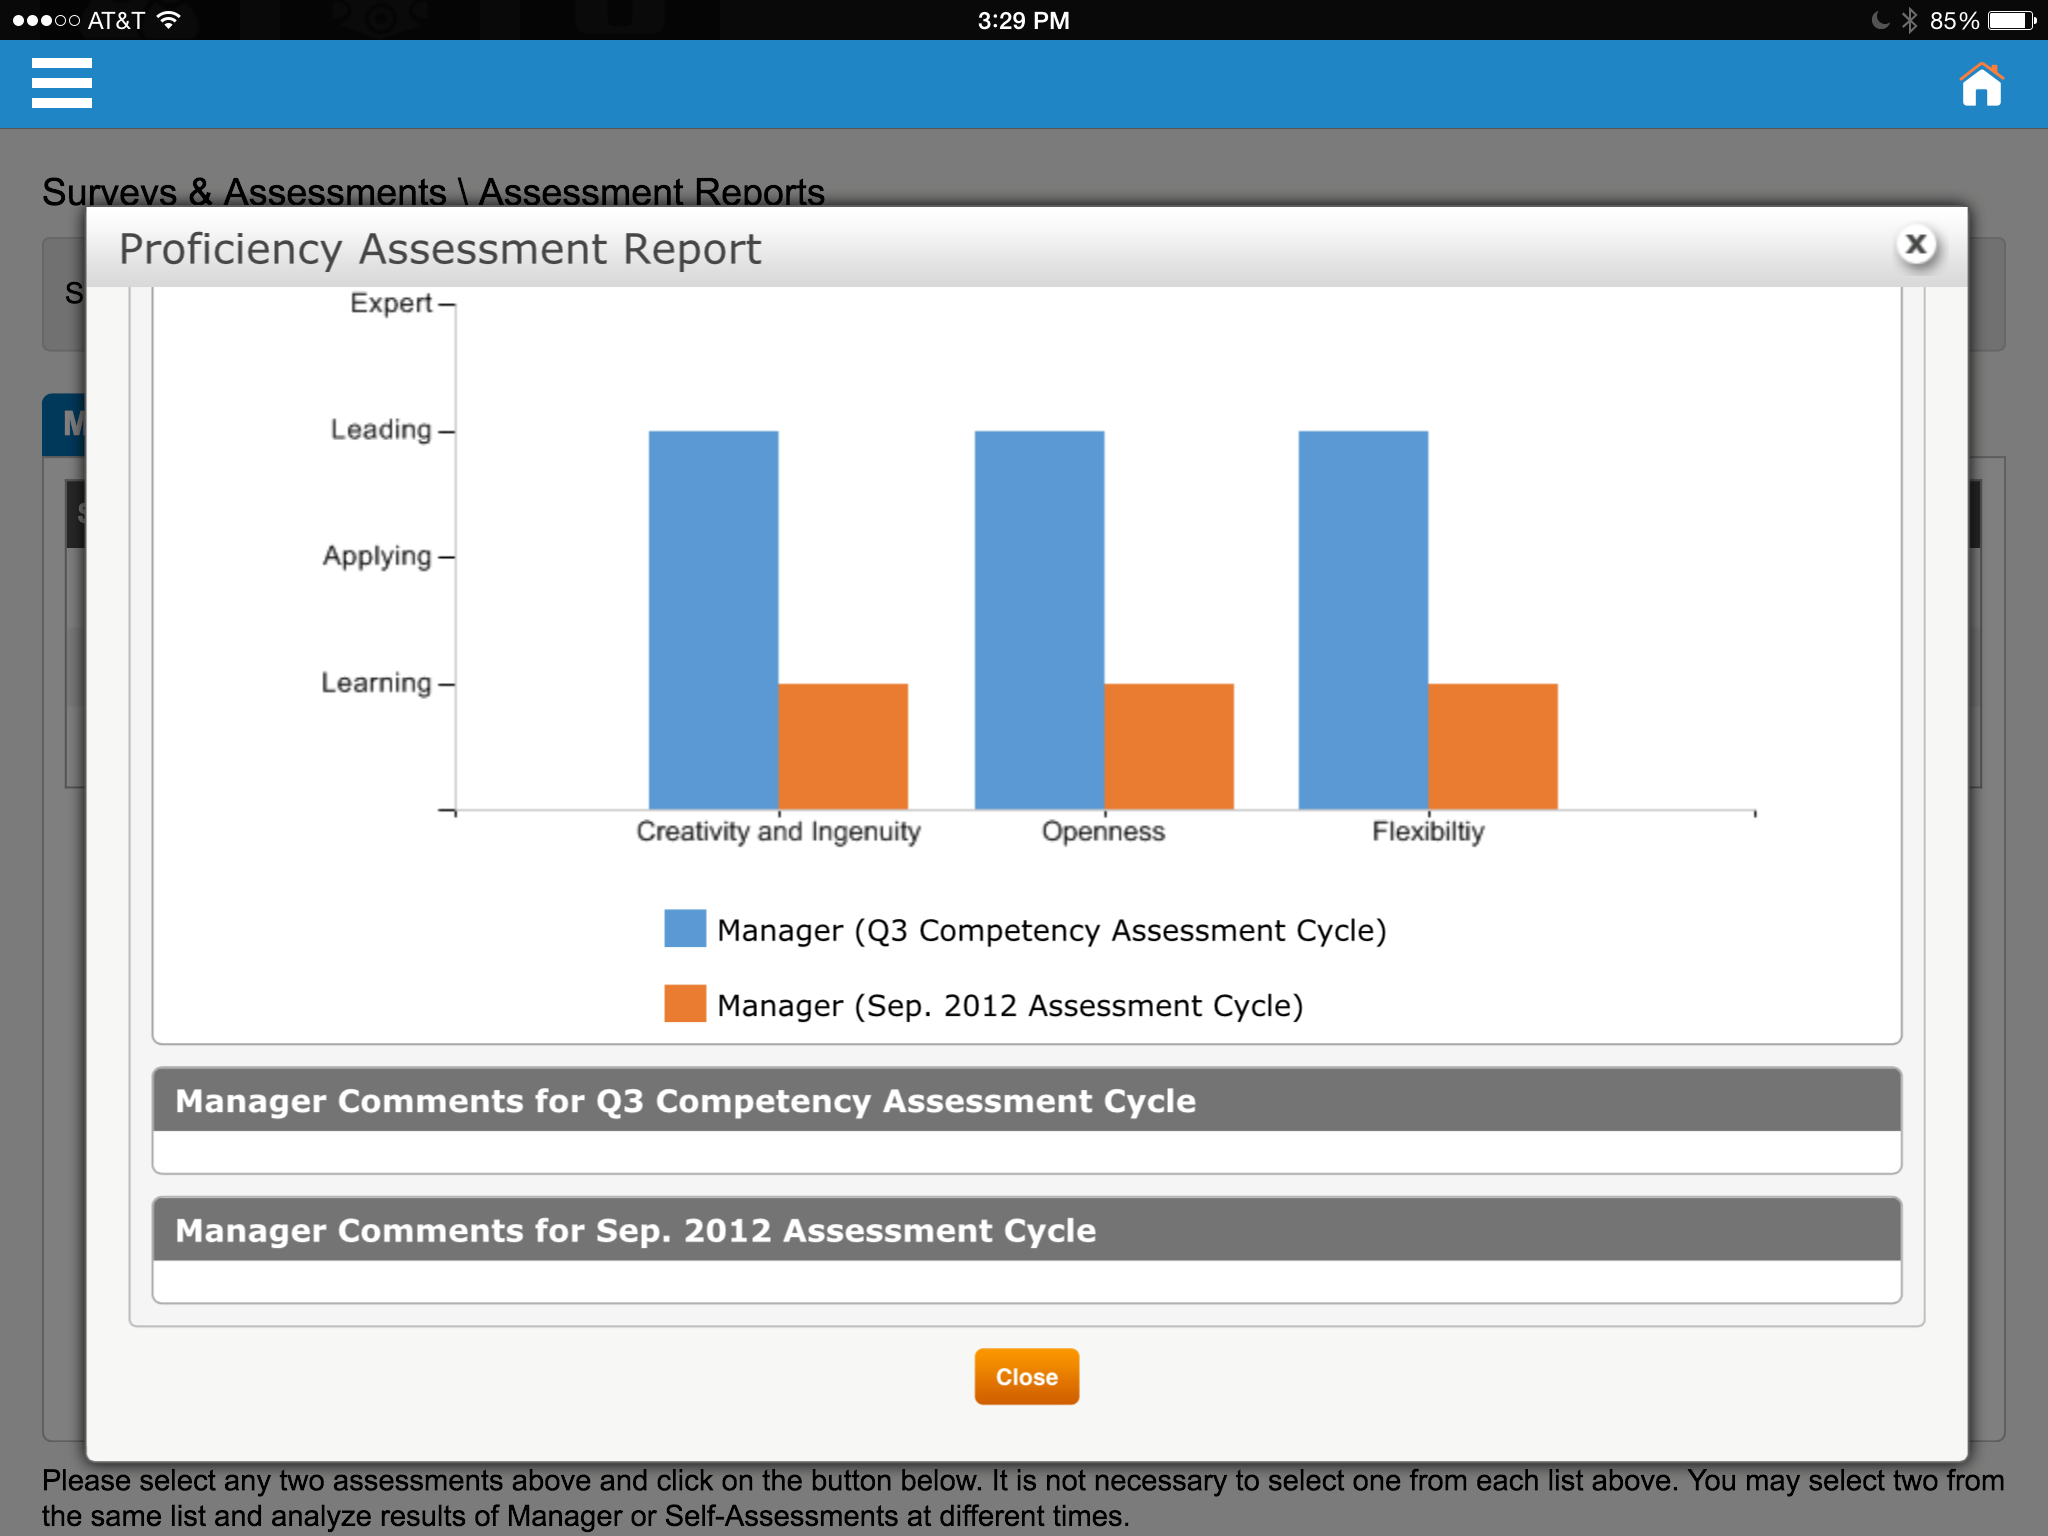 AT&T 3:29 PM 85%
Surveys & Assessments \ Assessment Reports
Proficiency Assessment Report
X
S
Expert
Leading
M
Applying
Learning
Creativity and Ingenuity Openness Flexibiltiy
Manager (Q3 Competency Assessment Cycle)
Manager (Sep. 2012 Assessment Cycle)
Manager Comments for Q3 Competency Assessment Cycle
Manager Comments for Sep. 2012 Assessment Cycle
Close
Please select any two assessments above and click on the button below. It is not necessary to select one from each list above. You may select two from
the same list and analyze results of Manager or Self-Assessments at different times.